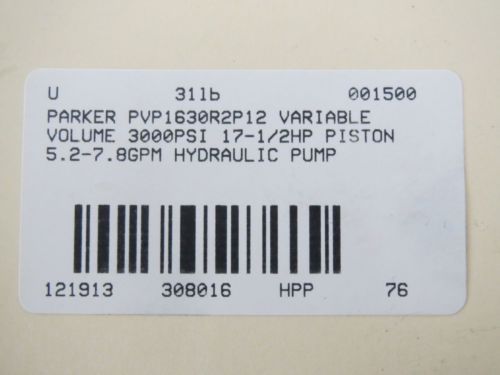 U 31lb 001500
PARKER PVP1630R2P12 VARIABLE
VOLUME 3000PSI 17-1/2HP PISTON
5.2-7.8GPM HYDRAULIC PUMP
121913 308016 HPP 76